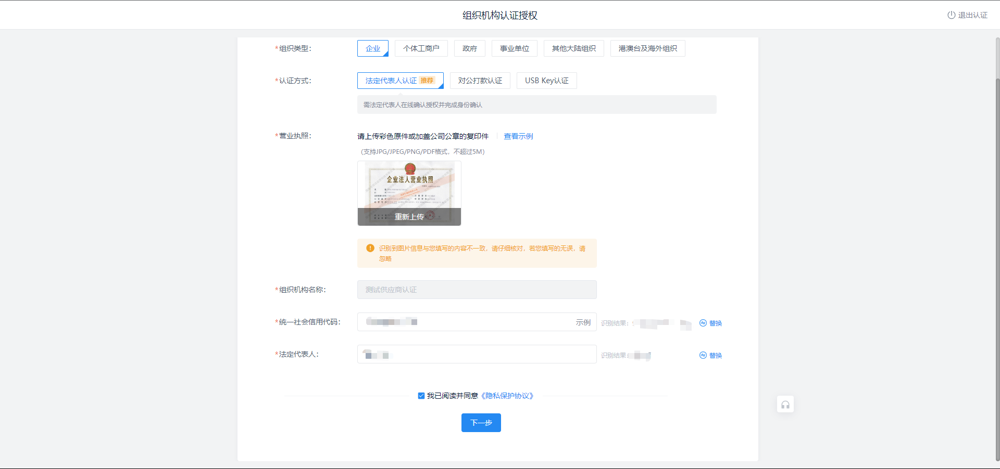 组织机构认证授权
退出认证
*组织类型：
企业
个体工商户
政府
事业单位
其他大陆组织
港澳台及海外组织
*认证方式：
法定代表人认证 推荐
对公打款认证
USB Key认证
需法定代表人在线确认授权并完成身份确认
*营业执照：
请上传彩色原件或加盖公司公章的复印件
查看示例
（支持JPG/JPEG/PNG/PDF格式，不超过5M）
企业法人营业执照
重新上传
识别到图片信息与您填写的内容不一致，请仔细核对，若您填写的无误，请
忽略
*组织机构名称：
测试供应商认证
*统一社会信用代码：
示例
识别结果：
替换
*法定代表人：
识别结果：
替换
我已阅读并同意《隐私保护协议》
下一步